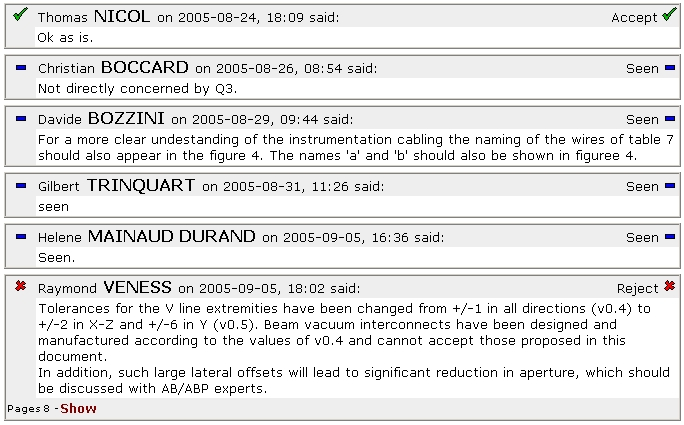 Thomas NICOL on 2005-08-24, 18:09 said: Accept
Ok as is.
Christian BOCCARD on 2005-08-26, 08:54 said: Seen
Not directly concerned by Q3.
Davide BOZZINI on 2005-08-29, 09:44 said: Seen
For a more clear undestanding of the instrumentation cabling the naming of the wires of table 7
should also appear in the figure 4. The names 'a' and 'b' should also be shown in figuree 4.
Gilbert TRINQUART on 2005-08-31, 11:26 said: Seen
seen
Helene MAINAUD DURAND on 2005-09-05, 16:36 said: Seen
Seen.
Raymond VENESS on 2005-09-05, 18:02 said: Reject
Tolerances for the V line extremities have been changed from +/-1 in all directions (v0.4) to
+/-2 in X-Z and +/-6 in Y (v0.5). Beam vacuum interconnects have been designed and
manufactured according to the values of v0.4 and cannot accept those proposed in this
document.
In addition, such large lateral offsets will lead to significant reduction in aperture, which should
be discussed with AB/ABP experts.
Pages 8 - Show